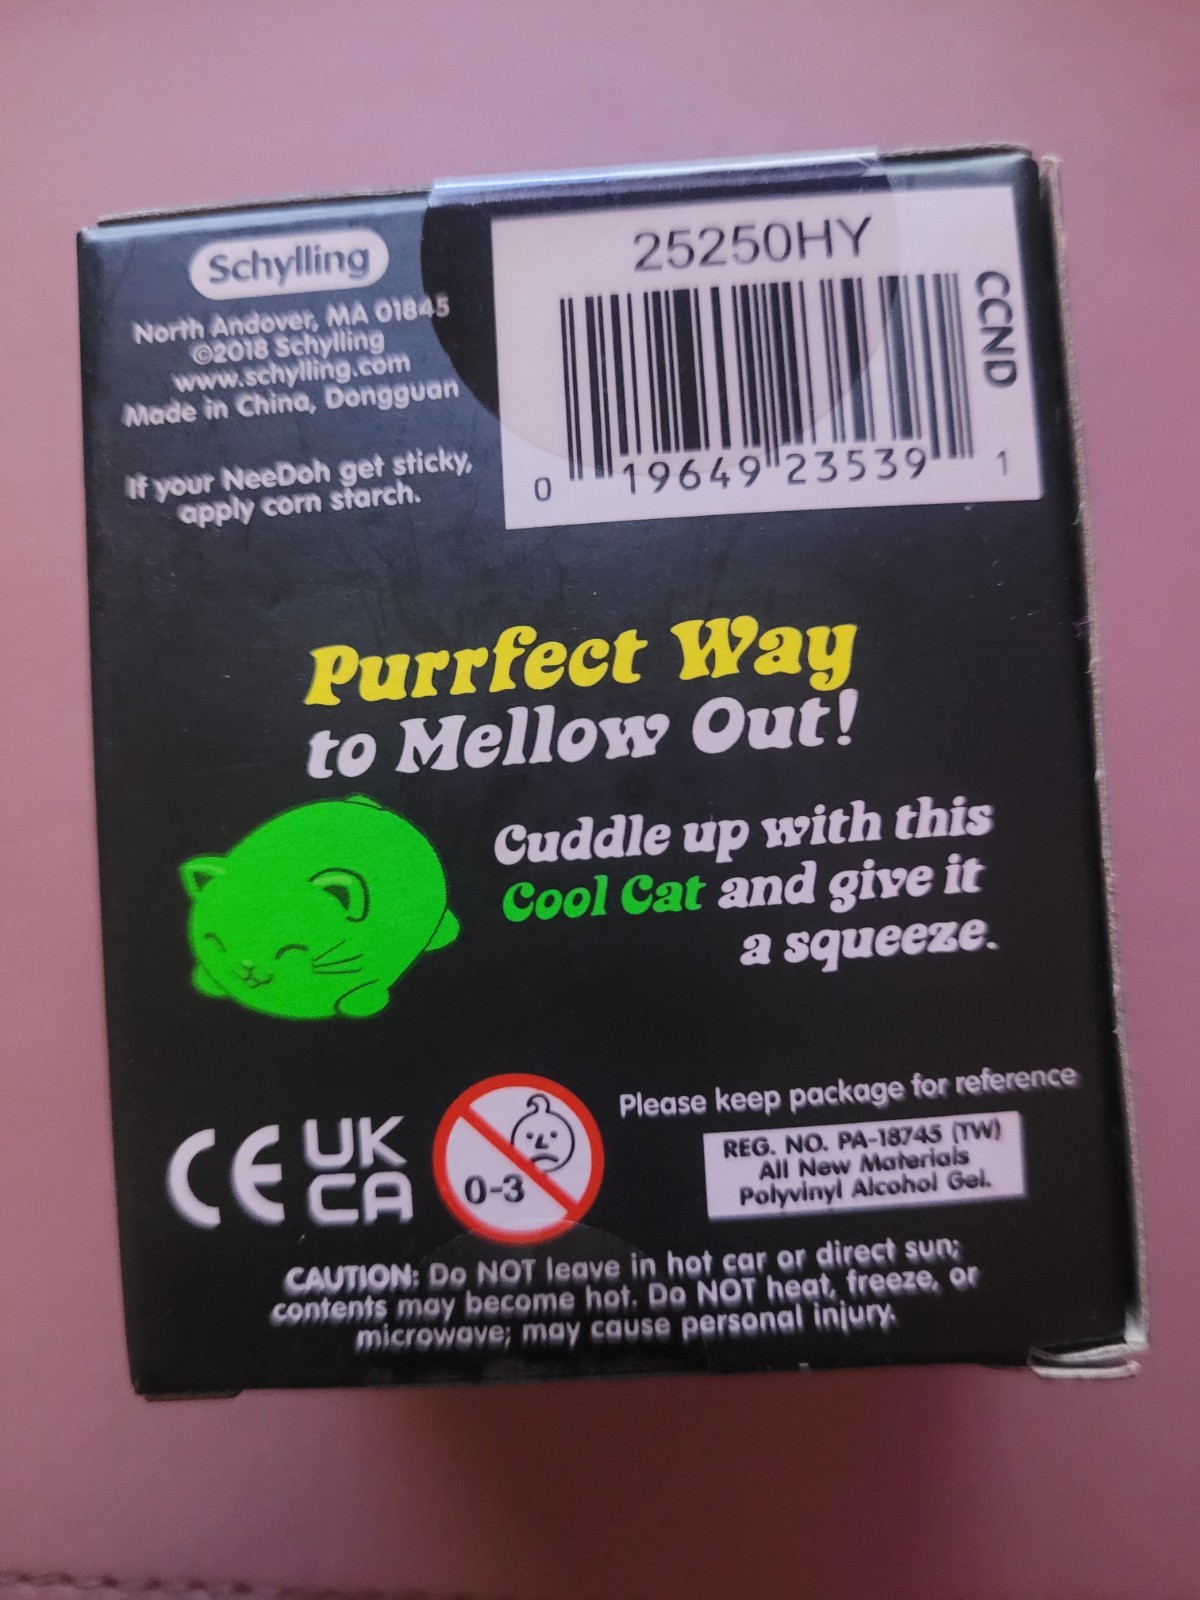 Schylling
North Andover, MA 01845
©2018 Schylling
www.schylling.com
Made in China, Dongguan
If your NeeDoh get sticky,
apply corn starch.
25250HY
CCND
0 19649 23539 1
Purrfect Way
to Mellow Out!
Cuddle up with this
Cool Cat and give it
a squeeze.
CE
UK
CA
0-3
Please keep package for reference
REG. NO. PA-18745 (TW)
All New Materials
Polyvinyl Alcohol Gel.
CAUTION: Do NOT leave in hot car or direct sun;
contents may become hot. Do NOT heat, freeze, or
microwave; may cause personal injury.